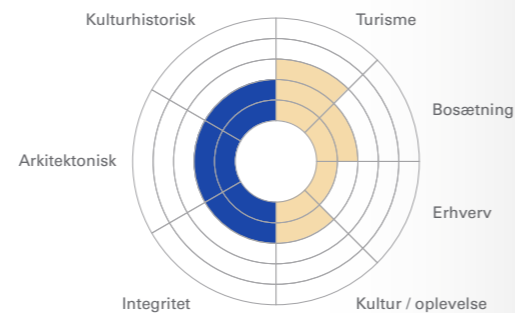 Kulturhistorisk
Turisme
Bosætning
Arkitektonisk
Erhverv
Integritet
Kultur / oplevelse